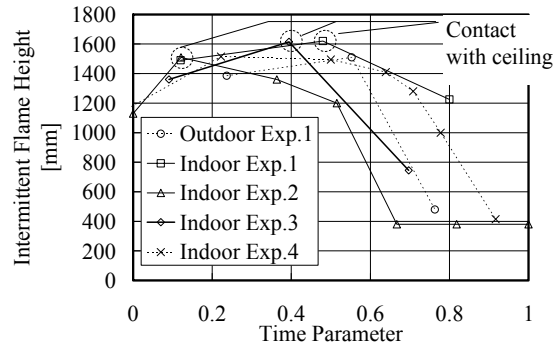 1800
1600
1400
1200
1000
800
600
400
200
0
Intermittent Flame Height
[mm]
Contact
with ceiling
Outdoor Exp.1
Indoor Exp.1
Indoor Exp.2
Indoor Exp.3
Indoor Exp.4
0
0.2
0.4
0.6
0.8
1
Time Parameter